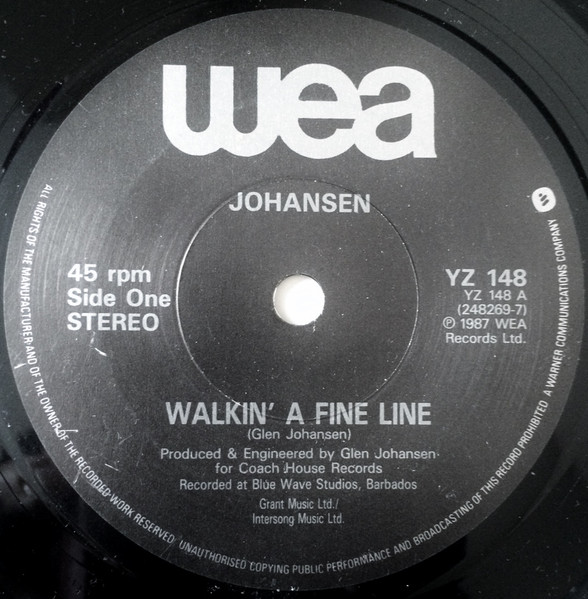 wea
JOHANSEN
45 rpm
Side One
STEREO
YZ 148
YZ 148 A
(248269-7)
℗ 1987 WEA
Records Ltd.
WALKIN' A FINE LINE
(Glen Johansen)
Produced & Engineered by Glen Johansen
for Coach House Records
Recorded at Blue Wave Studios, Barbados
Grant Music Ltd./
Intersong Music Ltd.
ALL RIGHTS OF THE MANUFACTURER AND OF THE OWNER OF THE RECORDED WORK RESERVED UNAUTHORISED COPYING PUBLIC PERFORMANCE AND BROADCASTING OF THIS RECORD PROHIBITED A WARNER COMMUNICATIONS COMPANY